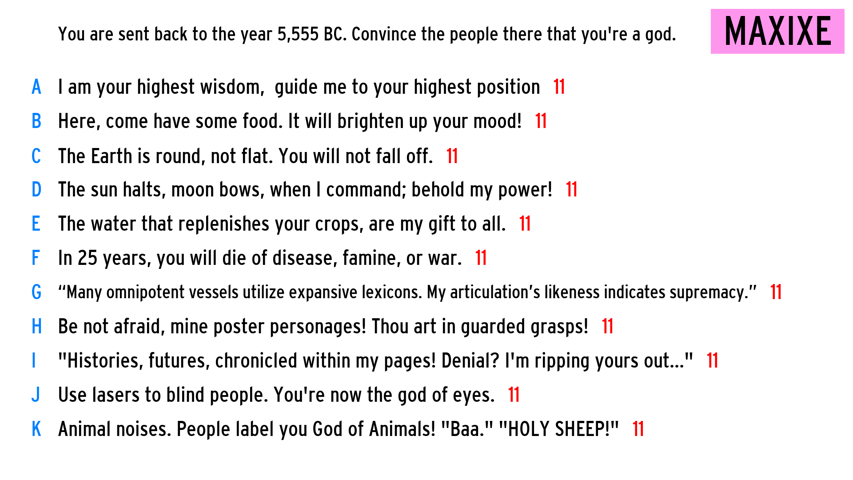 You are sent back to the year 5,555 BC. Convince the people there that you're a god.
MAXIXE
A I am your highest wisdom, guide me to your highest position 11
B Here, come have some food. It will brighten up your mood! 11
C The Earth is round, not flat. You will not fall off. 11
D The sun halts, moon bows, when I command; behold my power! 11
E The water that replenishes your crops, are my gift to all. 11
F In 25 years, you will die of disease, famine, or war. 11
G “Many omnipotent vessels utilize expansive lexicons. My articulation’s likeness indicates supremacy.” 11
H Be not afraid, mine poster personages! Thou art in guarded grasps! 11
I "Histories, futures, chronicled within my pages! Denial? I'm ripping yours out..." 11
J Use lasers to blind people. You're now the god of eyes. 11
K Animal noises. People label you God of Animals! "Baa." "HOLY SHEEP!" 11